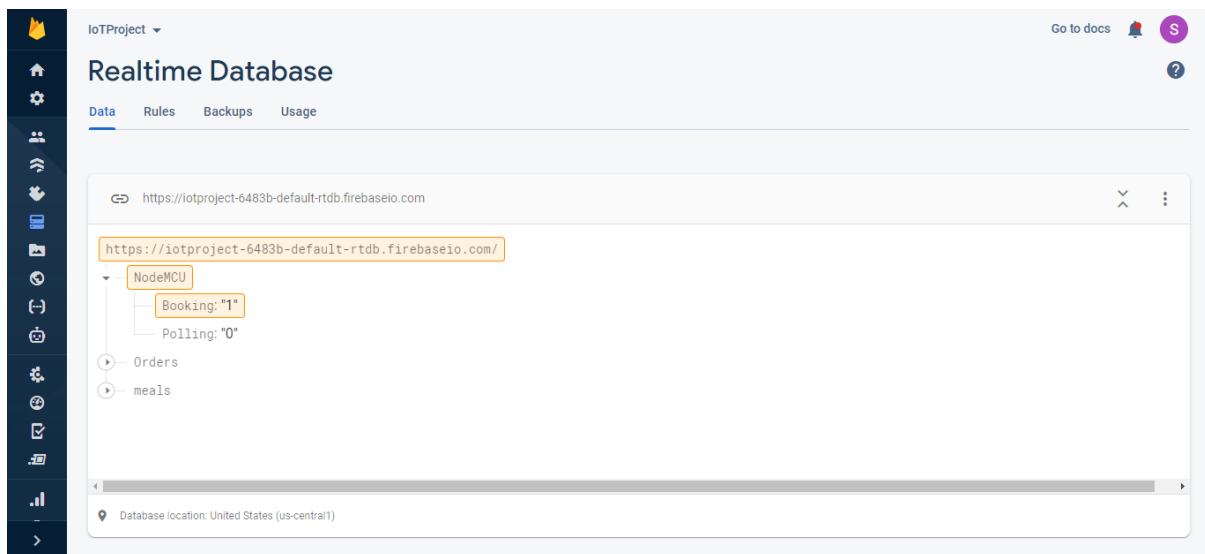 IoTProject
Go to docs
S
Realtime Database
?
Data Rules Backups Usage
https://iotproject-6483b-default-rtdb.firebaseio.com
https://iotproject-6483b-default-rtdb.firebaseio.com/
NodeMCU
Booking: "1"
Polling: "0"
Orders
meals
Database location: United States (us-central1)